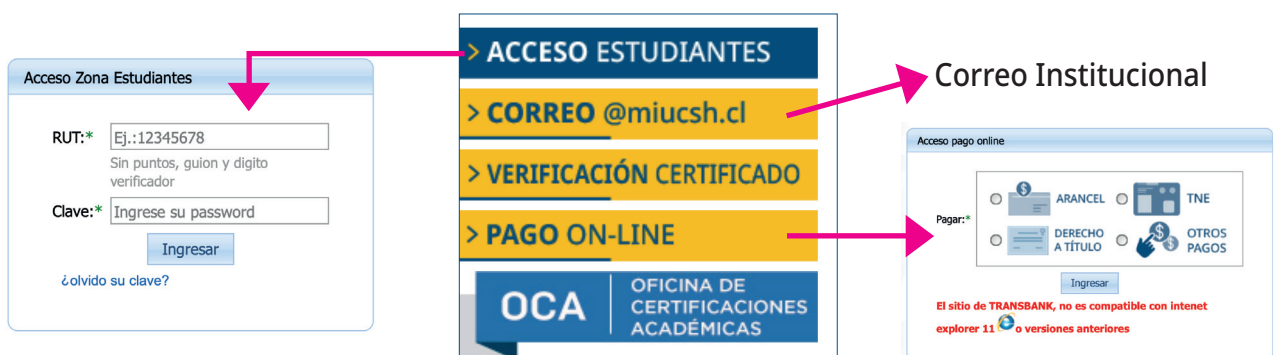 Acceso Zona Estudiantes
RUT:*
Ej.:12345678
Sin puntos, guion y digito
verificador
Clave:*
Ingrese su password
Ingresar
¿olvido su clave?
> ACCESO ESTUDIANTES
> CORREO @miucsh.cl
> VERIFICACIÓN CERTIFICADO
> PAGO ON-LINE
OCA
OFICINA DE
CERTIFICACIONES
ACADÉMICAS
Correo Institucional
Acceso pago online
Pagar:*
ARANCEL
TNE
DERECHO
A TÍTULO
OTROS
PAGOS
Ingresar
El sitio de TRANSBANK, no es compatible con intenet
explorer 11 o versiones anteriores